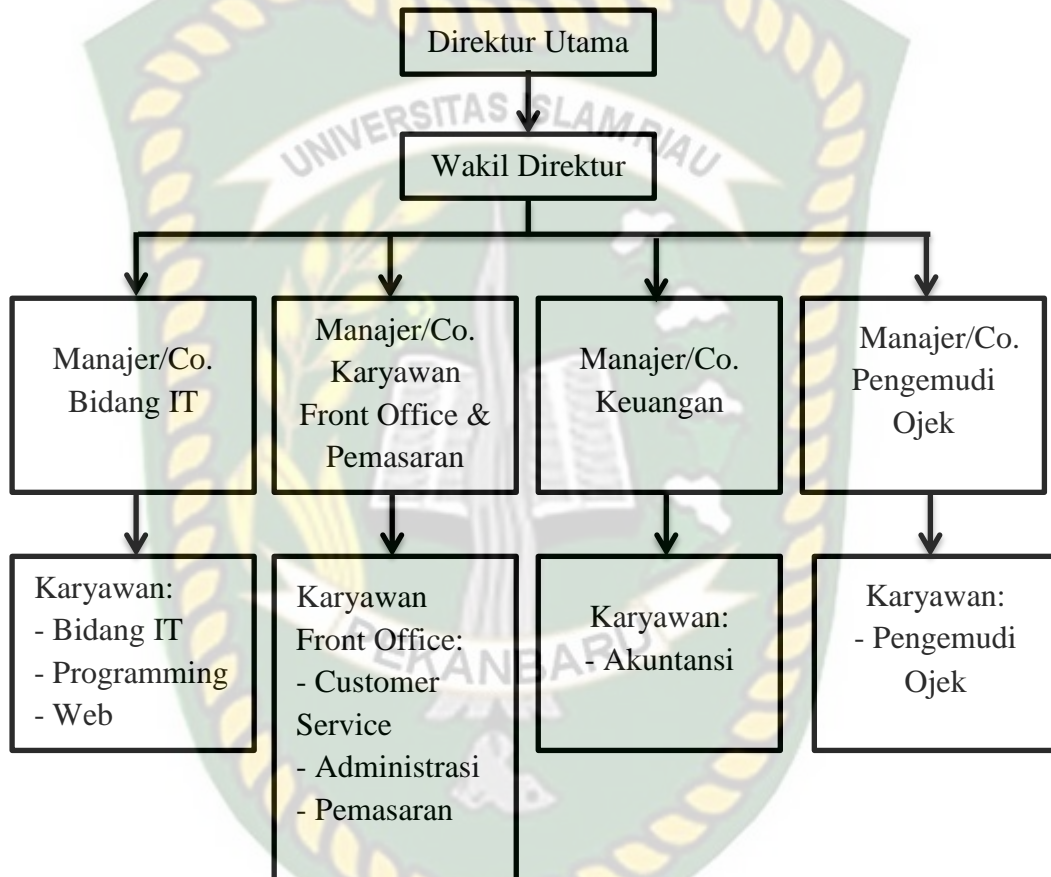 Direktur Utama
UNIVERSITAS ISLAM RIAU
Wakil Direktur
Manajer/Co.
Bidang IT
Manajer/Co.
Karyawan
Front Office &
Pemasaran
Manajer/Co.
Keuangan
Manajer/Co.
Pengemudi
Ojek
Karyawan:
- Bidang IT
- Programming
- Web
Karyawan
Front Office:
- Customer
Service
- Administrasi
- Pemasaran
Karyawan:
- Akuntansi
Karyawan:
- Pengemudi
Ojek
PEKANBARU